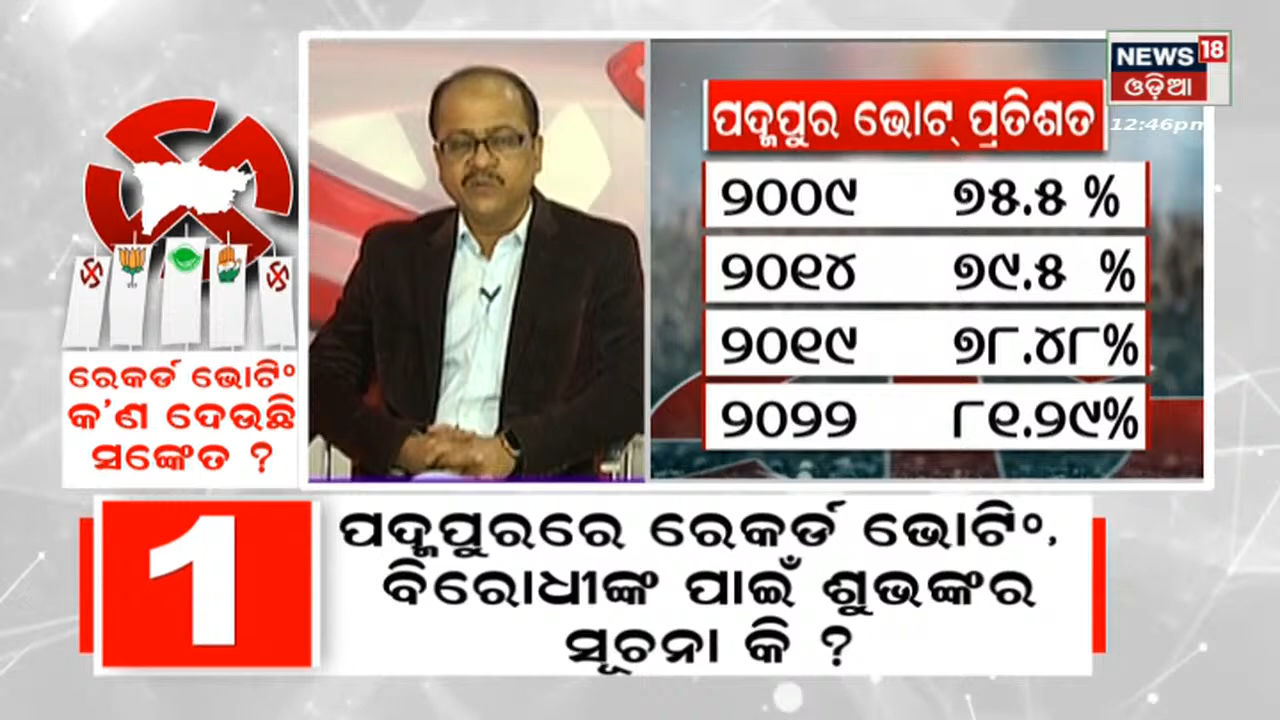 NEWS 18
ଓଡ଼ିଆ
12:46pm
ପଦ୍ମପୁର ଭୋଟ୍ ପ୍ରତିଶତ
୨୦୦୯ ୭୫.୫ %
୨୦୧୪ ୭୯.୫ %
୨୦୧୯ ୭୮.୪୮%
୨୦୨୨ ୮୧.୨୯%
ରେକର୍ଡ ଭୋଟିଂ
କ'ଣ ଦେଉଛି
ସଙ୍କେତ ?
1
ପଦ୍ମପୁରରେ ରେକର୍ଡ ଭୋଟିଂ,
ବିରୋଧୀଙ୍କ ପାଇଁ ଶୁଭଙ୍କର
ସୂଚନା କି ?